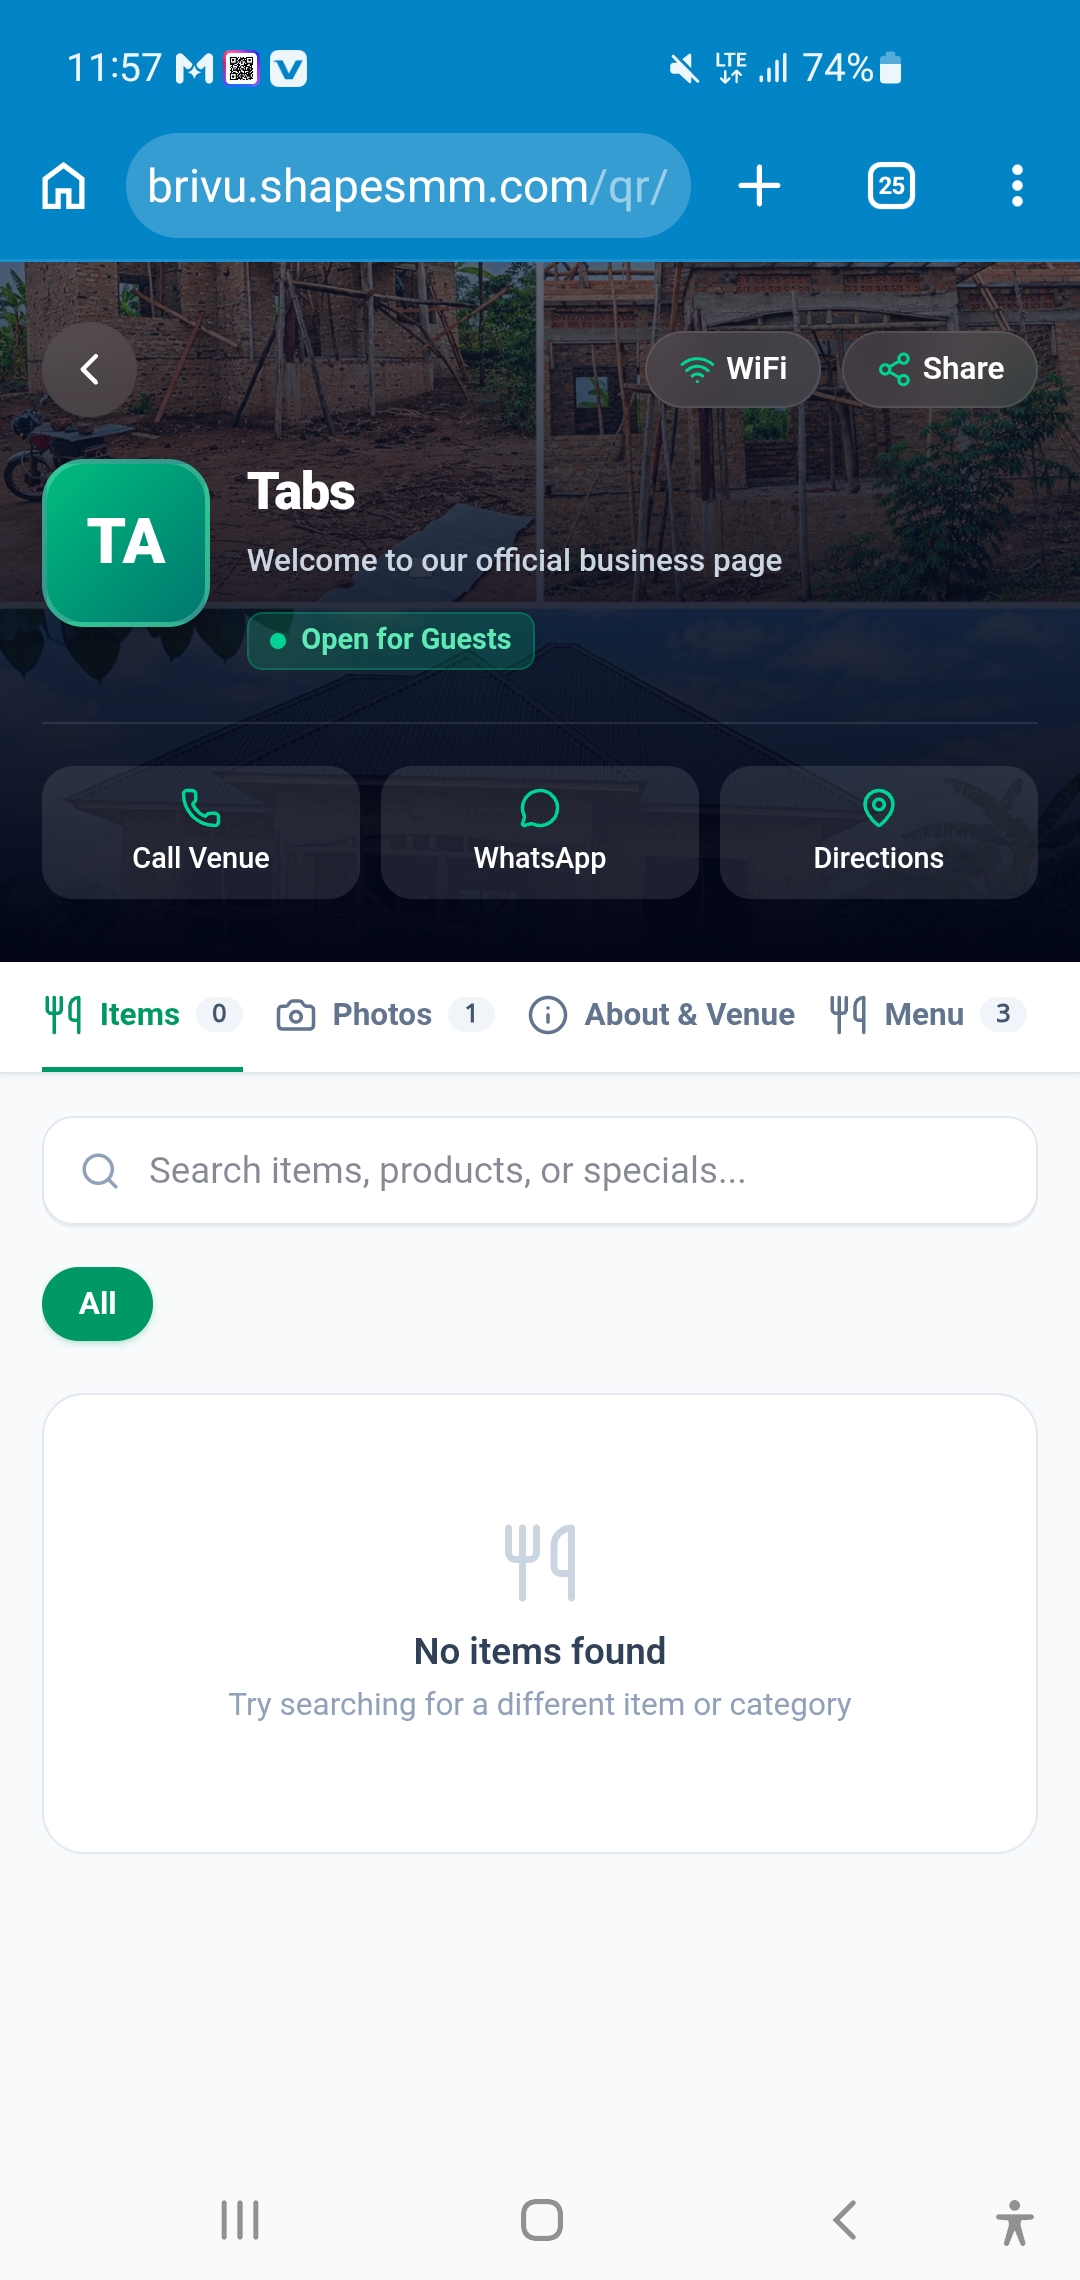 11:57
LTE
74%
brivu.shapesmm.com/qr/
25
WiFi
Share
TA
Tabs
Welcome to our official business page
Open for Guests
Call Venue
WhatsApp
Directions
Items 0
Photos 1
About & Venue
Menu 3
Search items, products, or specials...
All
No items found
Try searching for a different item or category